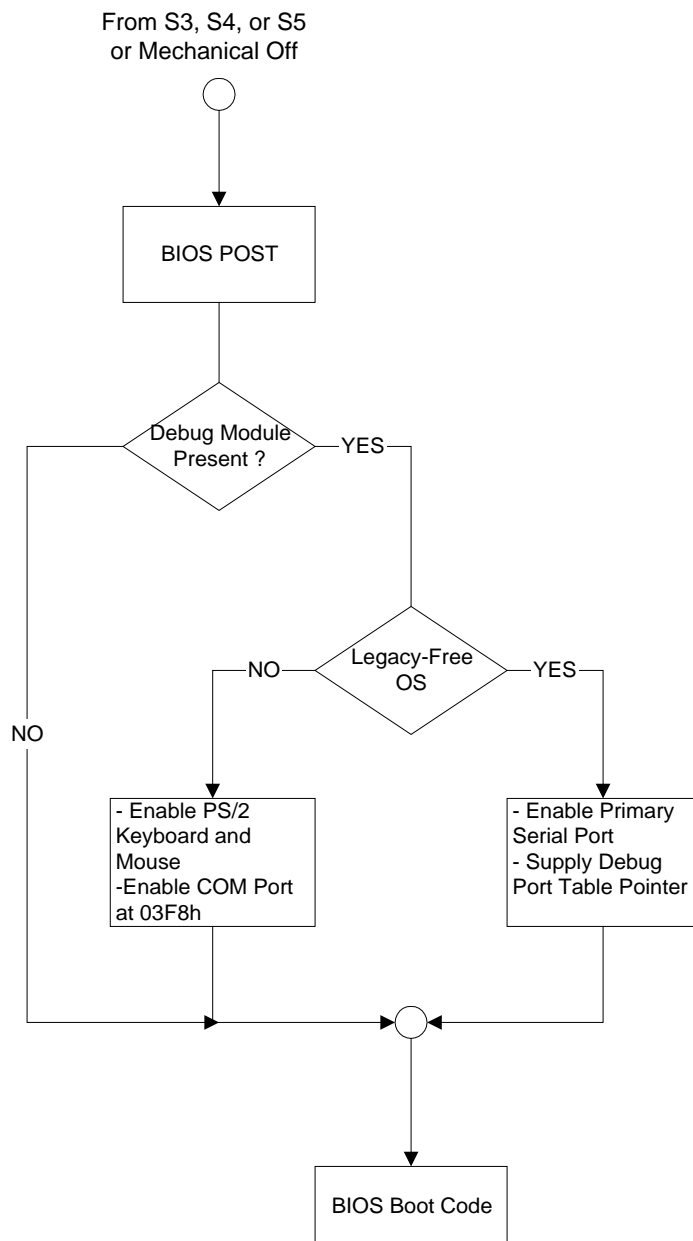 From S3, S4, or S5
or Mechanical Off
BIOS POST
Debug Module
Present ?
YES
Legacy-Free
OS
NO
YES
NO
- Enable PS/2
Keyboard and
Mouse
-Enable COM Port
at 03F8h
- Enable Primary
Serial Port
- Supply Debug
Port Table Pointer
BIOS Boot Code